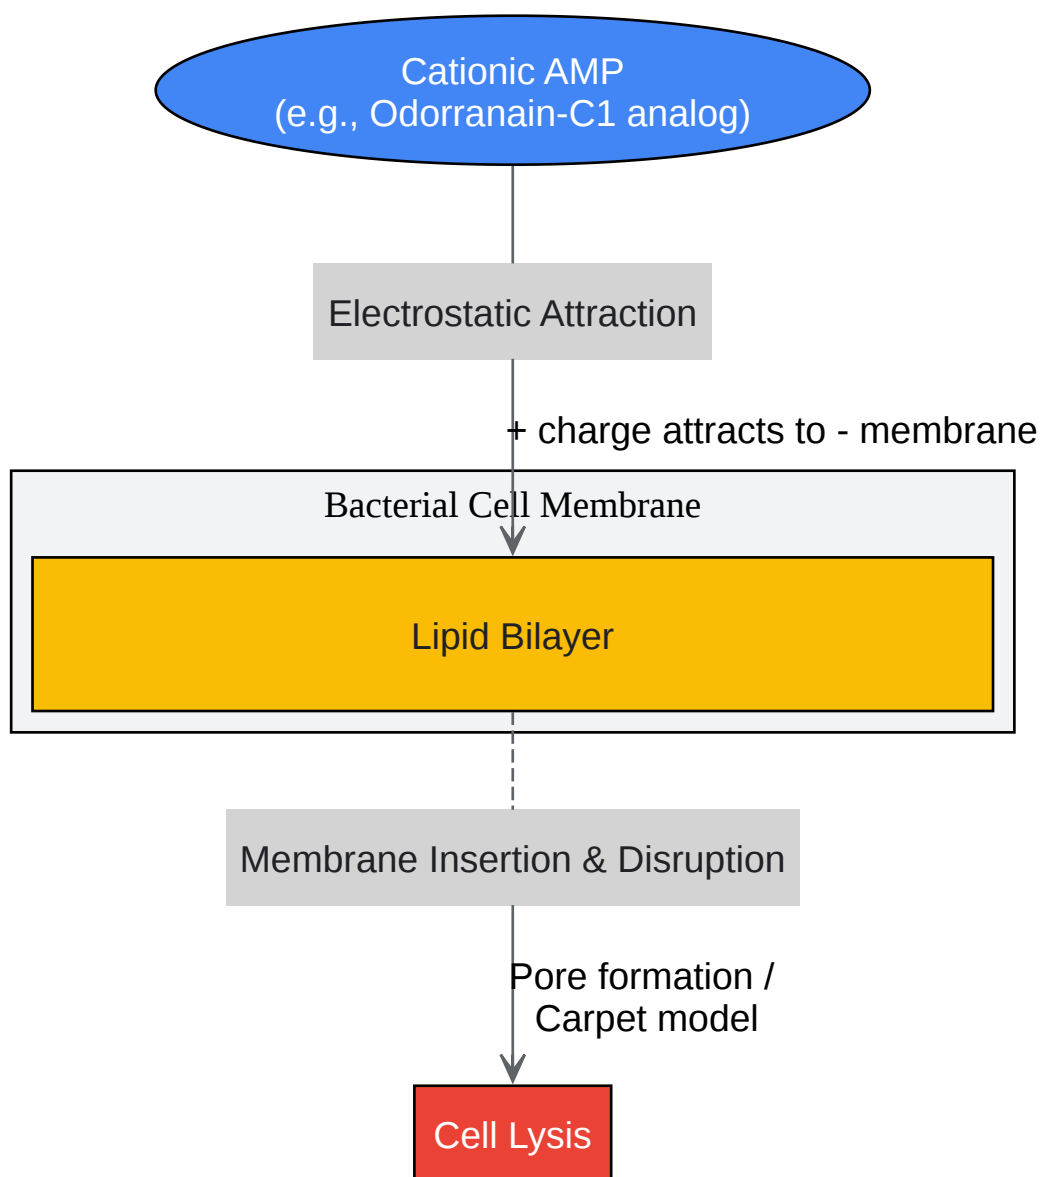 Cationic AMP
(e.g., Odorranain-C1 analog)
Electrostatic Attraction
+ charge attracts to - membrane
Bacterial Cell Membrane
Lipid Bilayer
Membrane Insertion & Disruption
Pore formation /
Carpet model
Cell Lysis